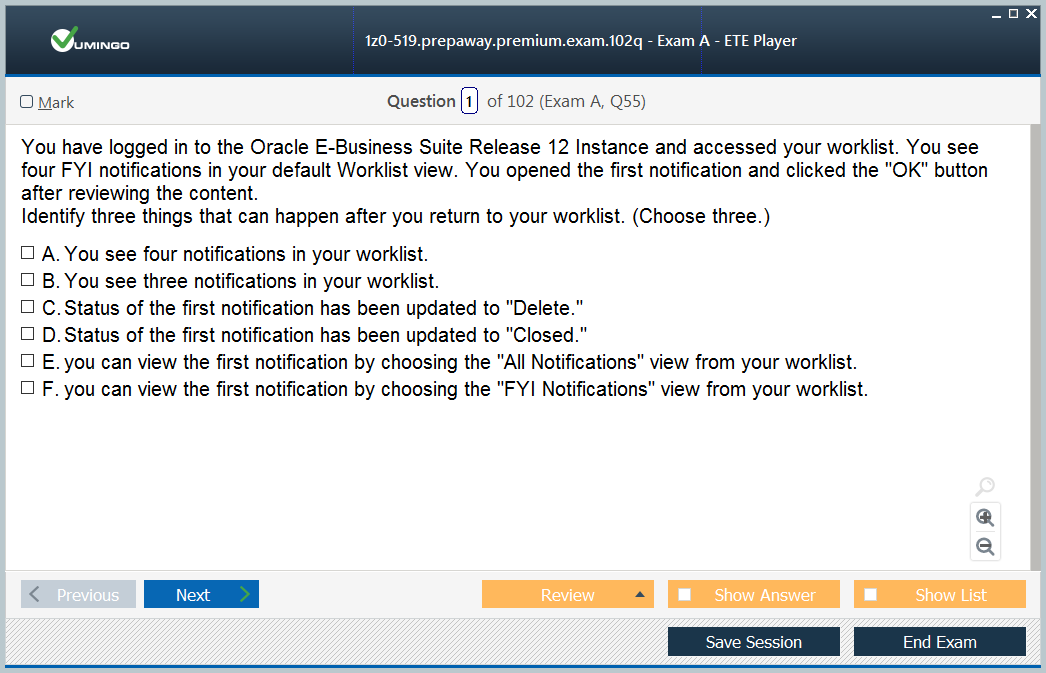 1z0-519.prepaway.premium.exam.102q - Exam A - ETE Player
VUMINGO
Mark
Question 1 of 102 (Exam A, Q55)
You have logged in to the Oracle E-Business Suite Release 12 Instance and accessed your worklist. You see
four FYI notifications in your default Worklist view. You opened the first notification and clicked the "OK" button
after reviewing the content.
Identify three things that can happen after you return to your worklist. (Choose three.)
A. You see four notifications in your worklist.
B. You see three notifications in your worklist.
C. Status of the first notification has been updated to "Delete."
D. Status of the first notification has been updated to "Closed."
E. you can view the first notification by choosing the "All Notifications" view from your worklist.
F. you can view the first notification by choosing the "FYI Notifications" view from your worklist.
Previous
Next
Review
Show Answer
Show List
Save Session
End Exam